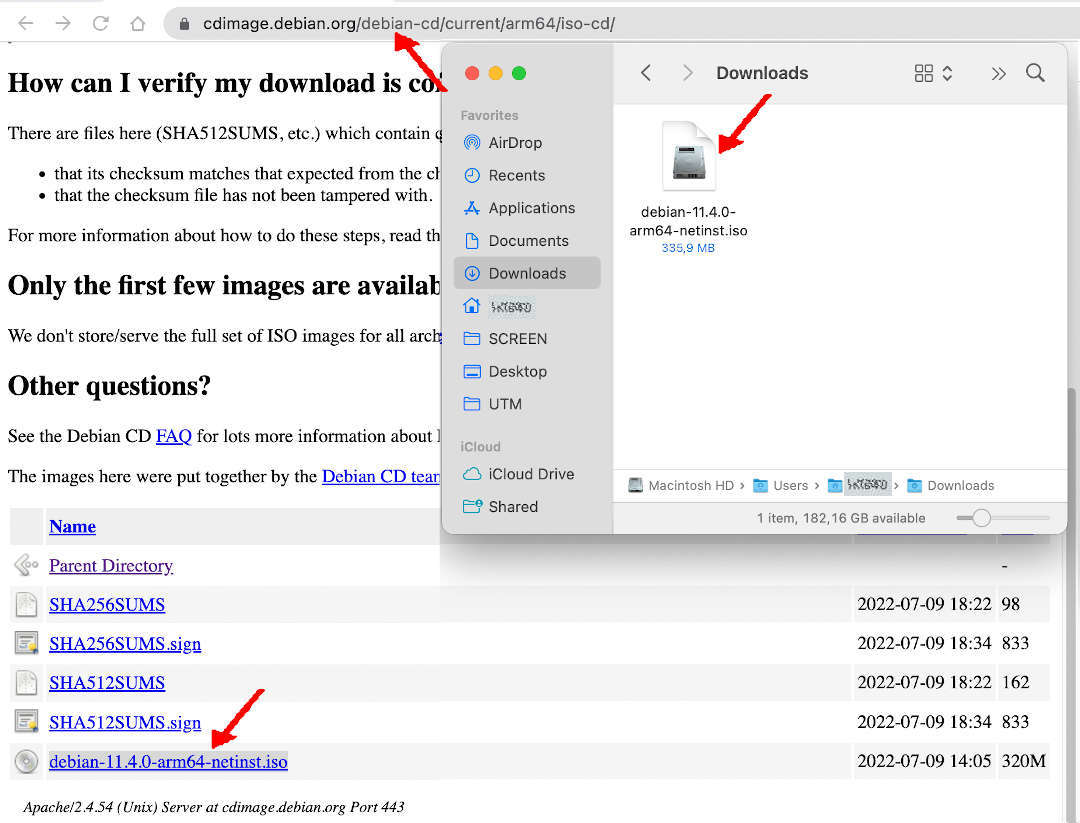 cdimage.debian.org/debian-cd/current/arm64/iso-cd/
How can I verify my download is
There are files here (SHA512SUMS, etc.) which contain
• that its checksum matches that expected from the
• that the checksum file has not been tampered with.
For more information about how to do these steps, read
Only the first few images are
We don't store/serve the full set of ISO images for all
Other questions?
See the Debian CD FAQ for lots more information about
The images here were put together by the Debian CD
Name
Parent Directory
-
SHA256SUMS
2022-07-09 18:22
98
SHA256SUMS.sign
2022-07-09 18:34
833
SHA512SUMS
2022-07-09 18:22
162
SHA512SUMS.sign
2022-07-09 18:34
833
debian-11.4.0-arm64-netinst.iso
2022-07-09 14:05
320M
Apache/2.4.54 (Unix) Server at cdimage.debian.org Port 443
Favorites
AirDrop
Recents
Applications
Documents
Downloads
SCREEN
Desktop
UTM
iCloud
iCloud Drive
Shared
Downloads
debian-11.4.0-
arm64-netinst.iso
335,9 MB
Macintosh HD › Users › › Downloads
1 item, 182,16 GB available